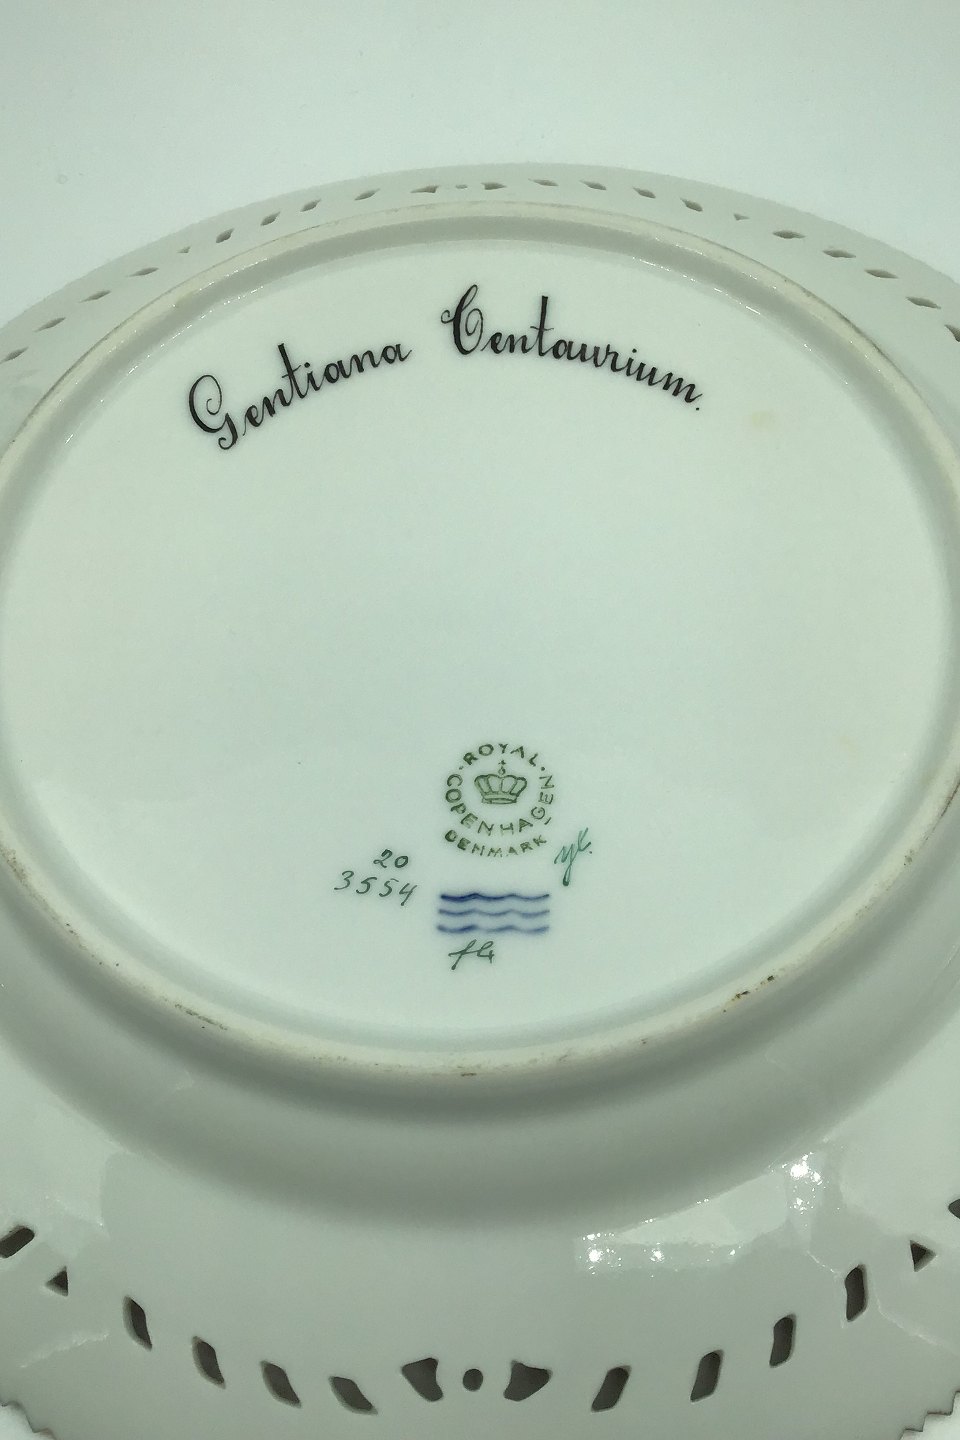 Gentiana Centaurium.
ROYAL
COPENHAGEN
DENMARK
20
3554